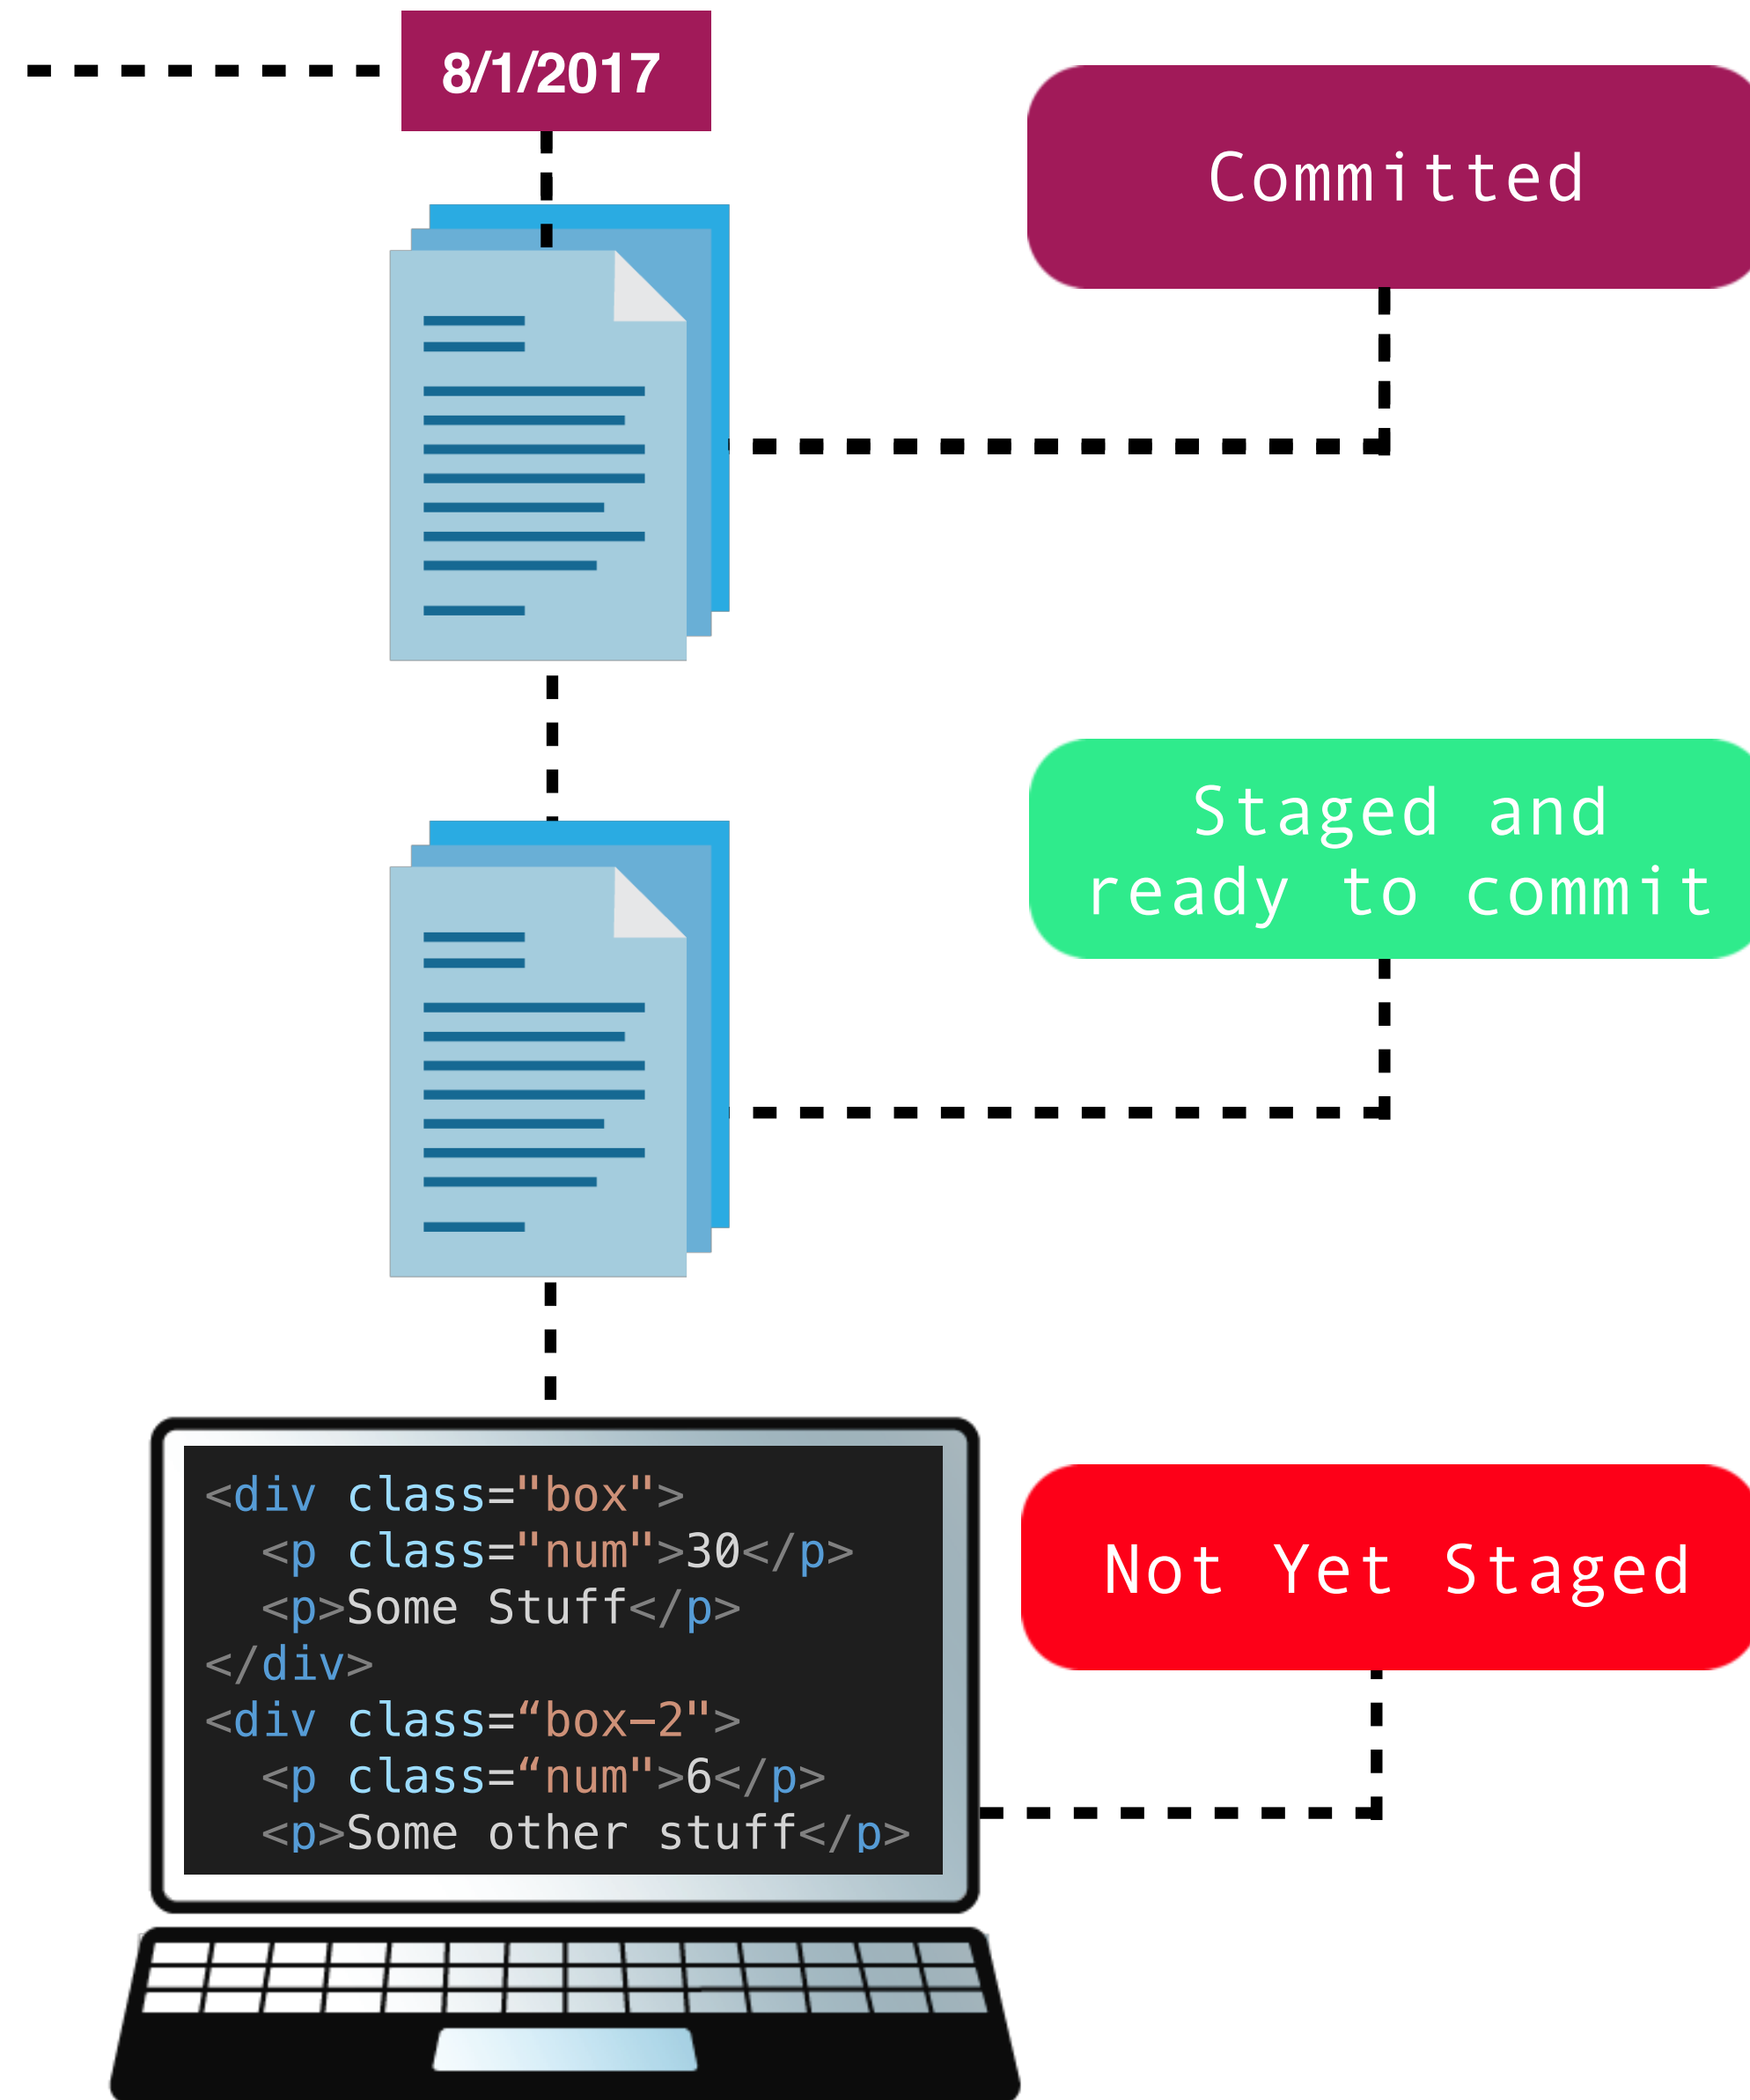 8/1/2017
Committed
Staged and
ready to commit
<div class="box">
  <p class="num">30</p>
  <p>Some Stuff</p>
</div>
<div class=“box-2">
  <p class=“num">6</p>
  <p>Some other stuff</p>
Not Yet Staged